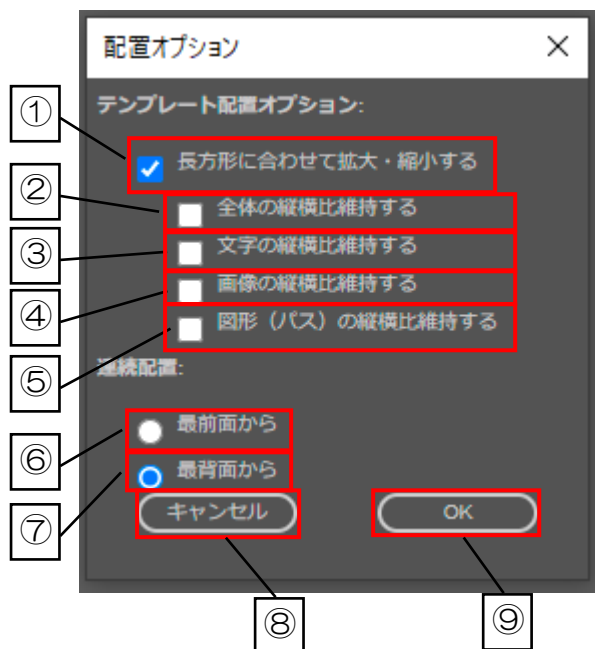 配置オプション
テンプレート配置オプション:
① 長方形に合わせて拡大・縮小する
② 全体の縦横比維持する
③ 文字の縦横比維持する
④ 画像の縦横比維持する
⑤ 図形（パス）の縦横比維持する
連続配置:
⑥ 最前面から
⑦ 最背面から
キャンセル OK
⑧ ⑨